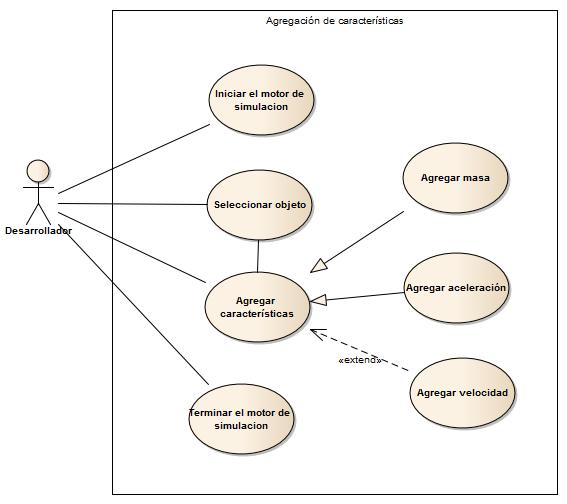 Agregación de características
Iniciar el motor de
simulacion
Agregar masa
Seleccionar objeto
Desarrollador
Agregar aceleración
Agregar
características
«extend»
Agregar velocidad
Terminar el motor de
simulacion